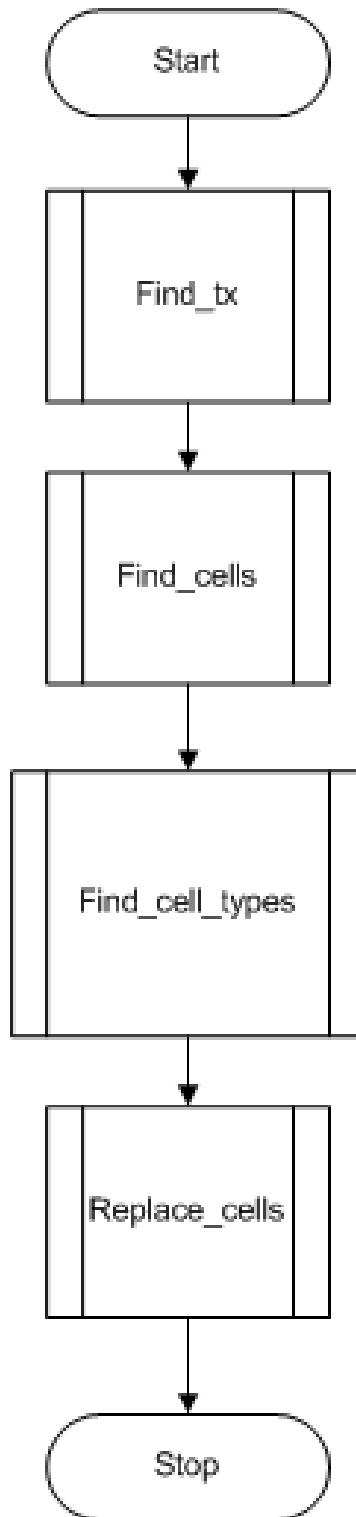 Start
Find_tx
Find_cells
Find_cell_types
Replace_cells
Stop